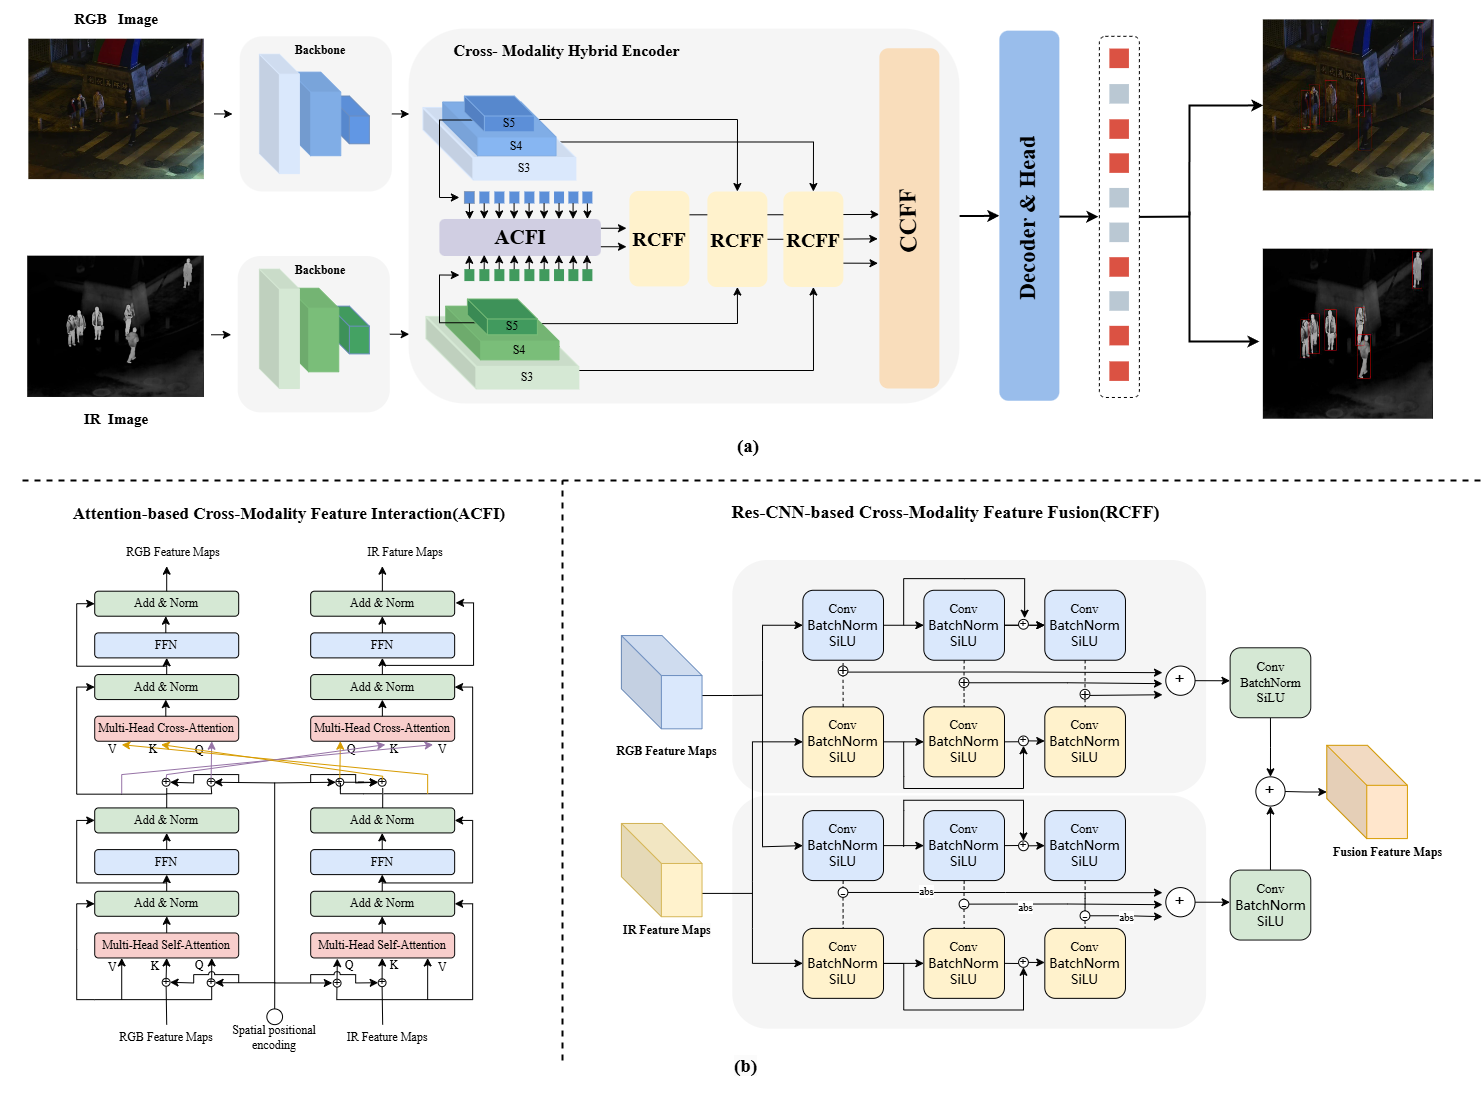 RGB Image
Backbone
Cross- Modality Hybrid Encoder
S5
S4
S3
ACFI
RCFF
RCFF
RCFF
CCFF
Decoder & Head
Backbone
S5
S4
S3
IR Image
(a)
Attention-based Cross-Modality Feature Interaction(ACFI)
RGB Feature Maps
IR Fature Maps
Add & Norm
Add & Norm
FFN
FFN
Add & Norm
Add & Norm
Multi-Head Cross-Attention
Multi-Head Cross-Attention
V K Q
Q K V
Add & Norm
Add & Norm
FFN
FFN
Add & Norm
Add & Norm
Multi-Head Self-Attention
Multi-Head Self-Attention
V K Q
Q K V
RGB Feature Maps
Spatial positional
encoding
IR Feature Maps
Res-CNN-based Cross-Modality Feature Fusion(RCFF)
Conv
BatchNorm
SiLU
Conv
BatchNorm
SiLU
Conv
BatchNorm
SiLU
RGB Feature Maps
Conv
BatchNorm
SiLU
Conv
BatchNorm
SiLU
Conv
BatchNorm
SiLU
Conv
BatchNorm
SiLU
Conv
BatchNorm
SiLU
Conv
BatchNorm
SiLU
Conv
BatchNorm
SiLU
abs
abs
abs
IR Feature Maps
Conv
BatchNorm
SiLU
Conv
BatchNorm
SiLU
Conv
BatchNorm
SiLU
Conv
BatchNorm
SiLU
Fusion Feature Maps
(b)